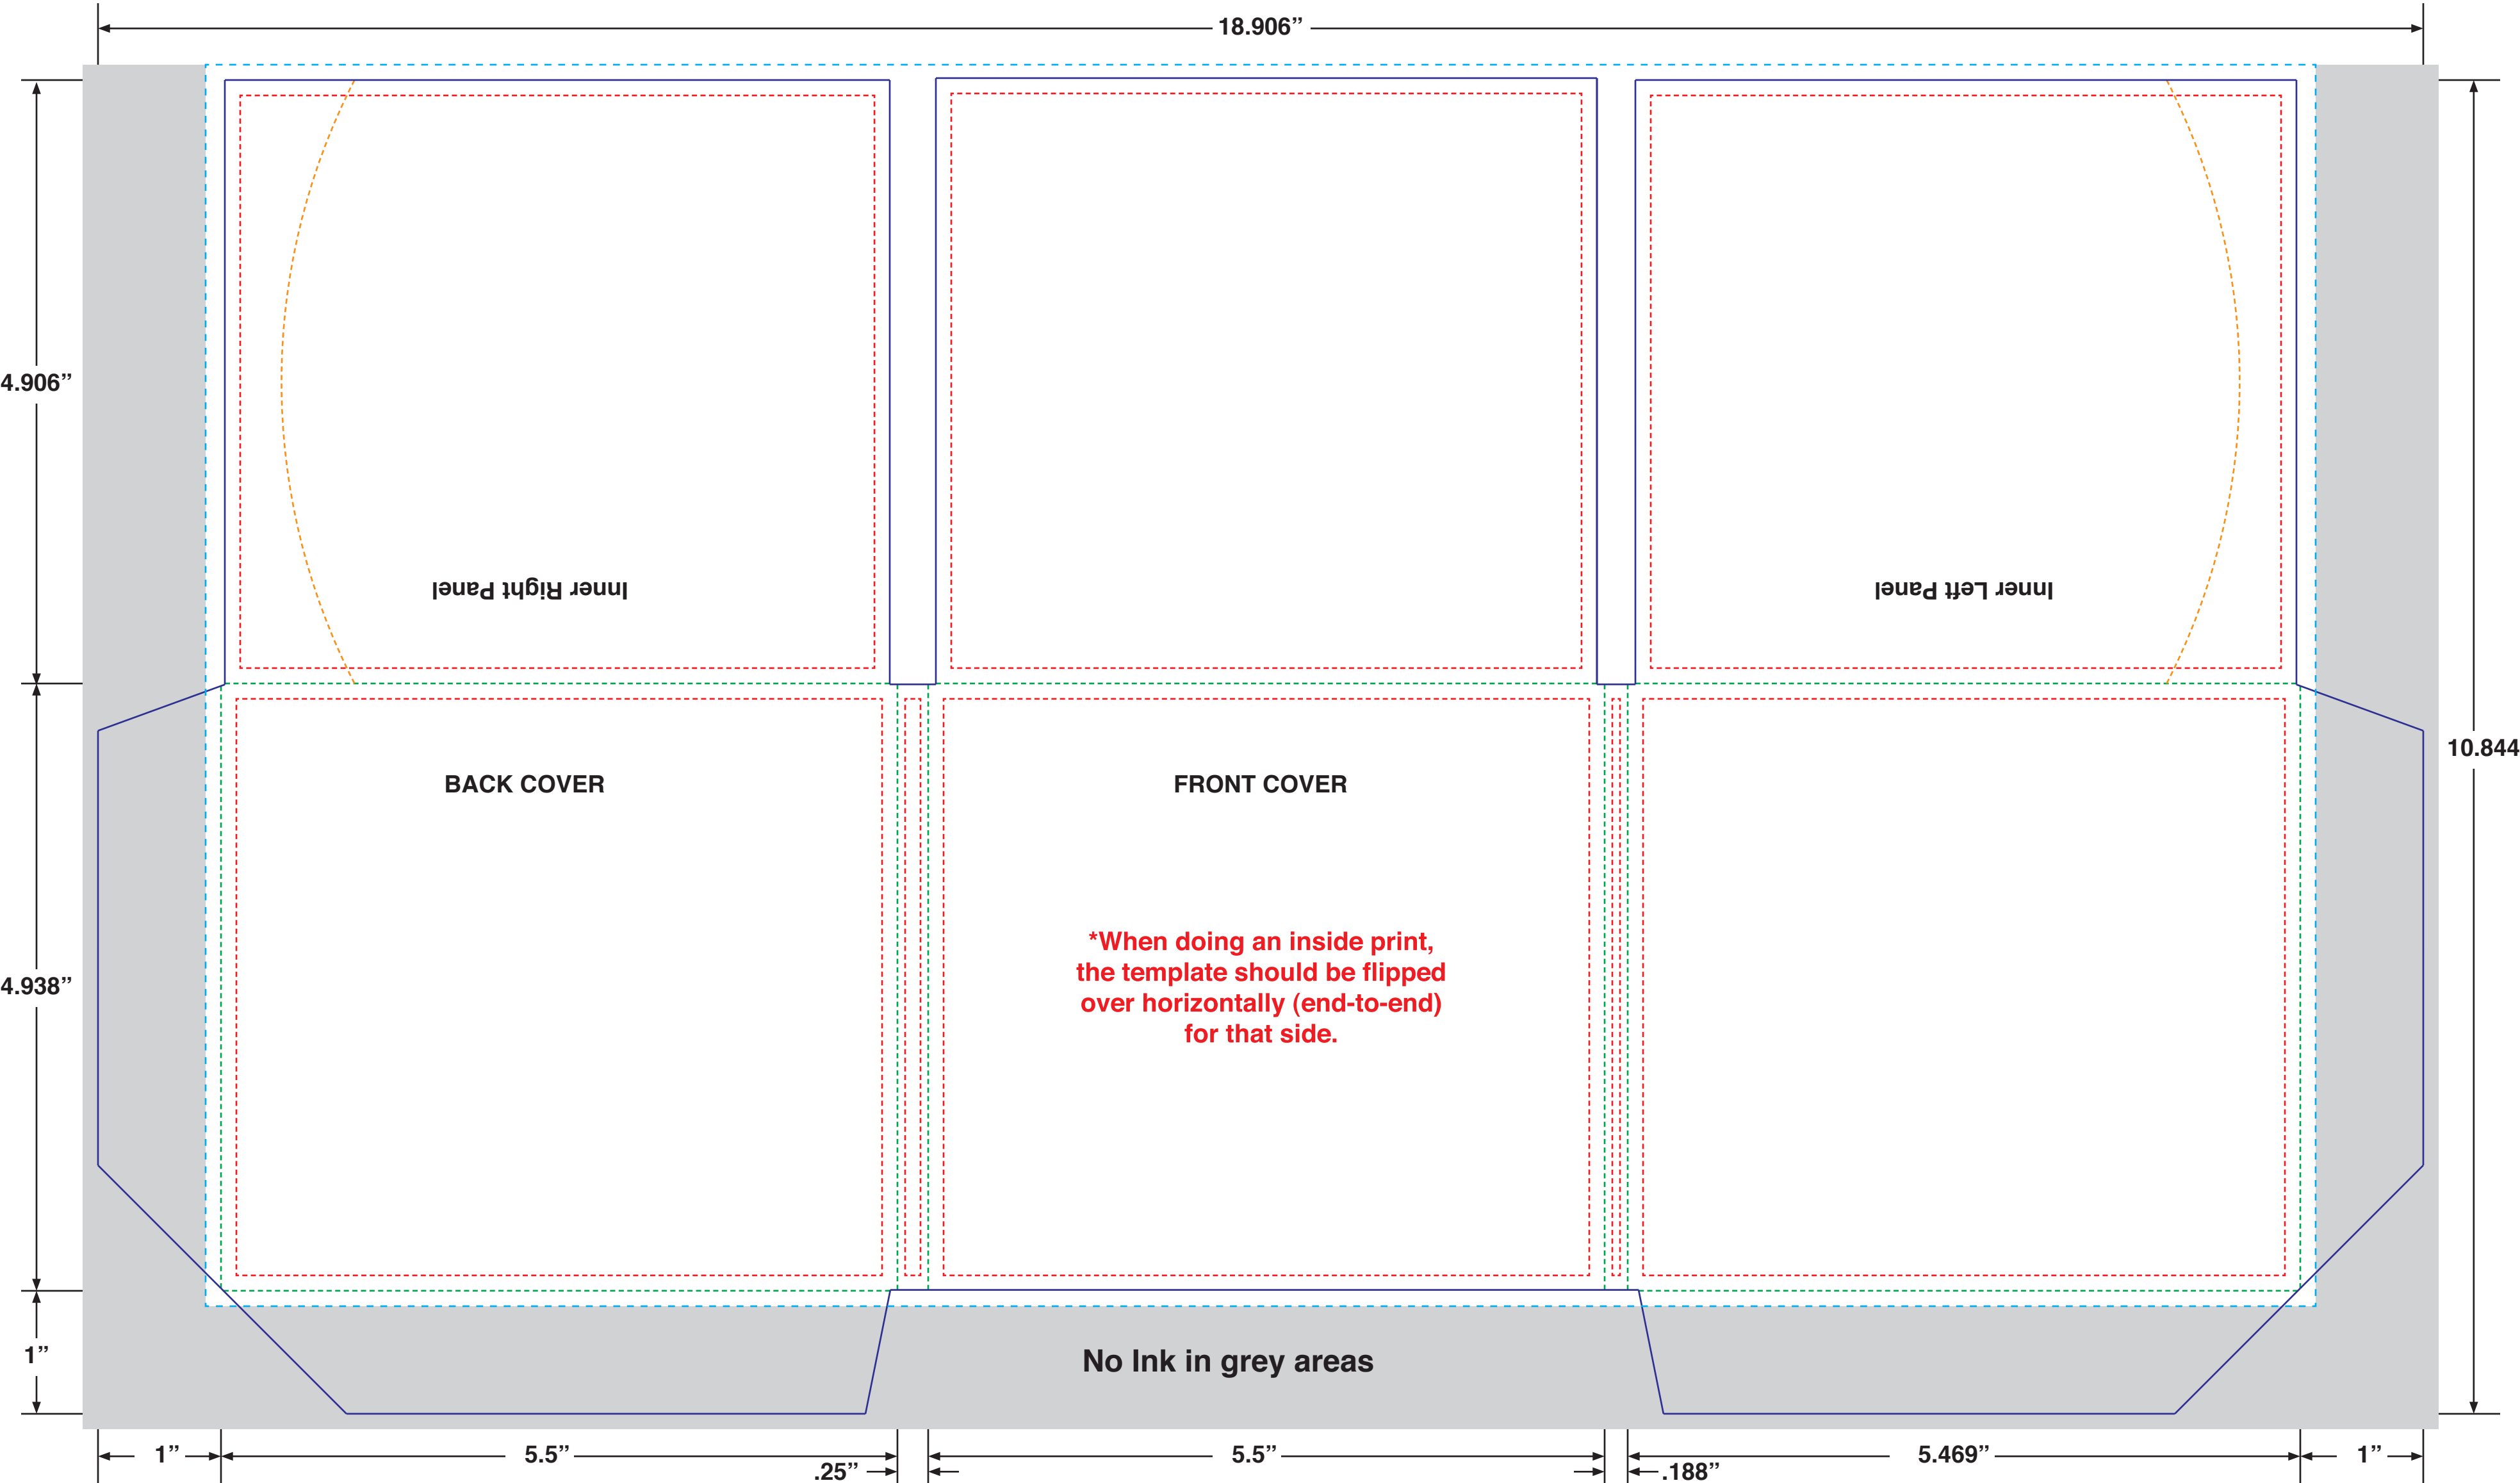 18.906”
4.906”
Inner Right Panel
Inner Left Panel
10.844
BACK COVER
FRONT COVER
*When doing an inside print,
the template should be flipped
over horizontally (end-to-end)
for that side.
4.938”
1”
No Ink in grey areas
1”
5.5”
.25”
5.5”
.188”
5.469”
1”